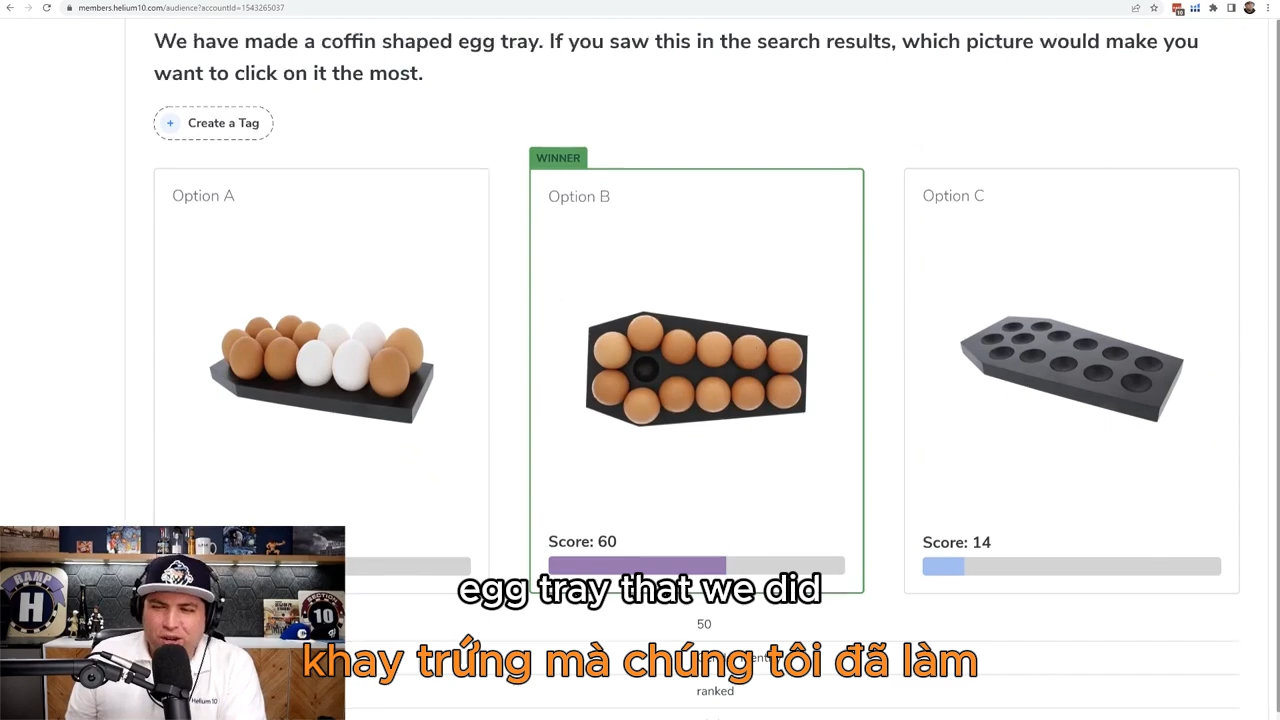 members.helium10.com/audience?accountId=1543265037
We have made a coffin shaped egg tray. If you saw this in the search results, which picture would make you
want to click on it the most.
+ Create a Tag
WINNER
Option A
Option B
Option C
Score: 60
Score: 14
egg tray that we did
50
khay trứng mà chúng tôi đã làm
ranked
H
10
Helium 10